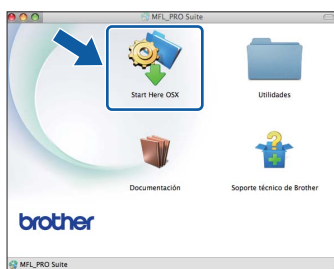 MFL_PRO Suite
Start Here OSX
Utilidades
Documentación
Soporte técnico de Brother
brother
MFL_PRO Suite